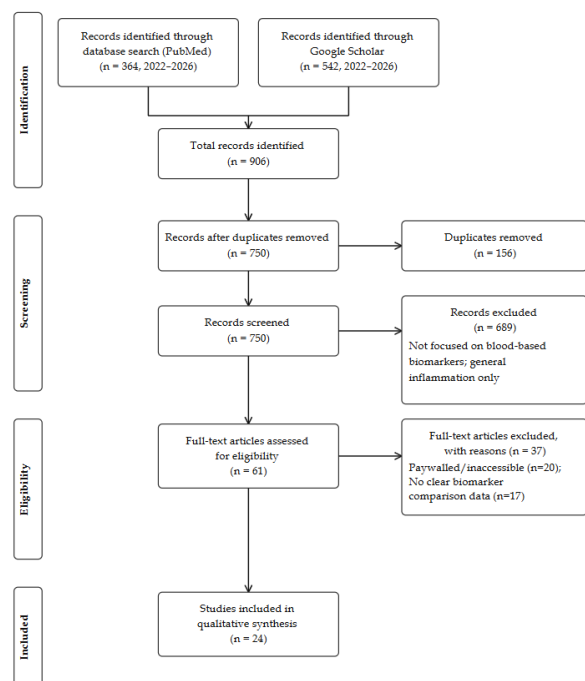 Identification
Records identified through
database search (PubMed)
(n = 364, 2022–2026)
Records identified through
Google Scholar
(n = 542, 2022–2026)
Total records identified
(n = 906)
Screening
Records after duplicates removed
(n = 750)
Duplicates removed
(n = 156)
Records screened
(n = 750)
Records excluded
(n = 689)
Not focused on blood-based
biomarkers; general
inflammation only
Eligibility
Full-text articles assessed
for eligibility
(n = 61)
Full-text articles excluded,
with reasons (n = 37)
Paywalled/inaccessible (n=20);
No clear biomarker
comparison data (n=17)
Included
Studies included in
qualitative synthesis
(n = 24)